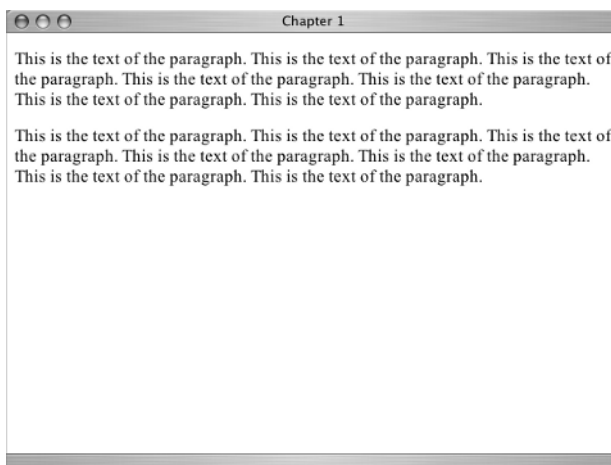 Chapter 1
This is the text of the paragraph. This is the text of the paragraph. This is the text of
the paragraph. This is the text of the paragraph. This is the text of the paragraph.
This is the text of the paragraph. This is the text of the paragraph.
This is the text of the paragraph. This is the text of the paragraph. This is the text of
the paragraph. This is the text of the paragraph. This is the text of the paragraph.
This is the text of the paragraph. This is the text of the paragraph.